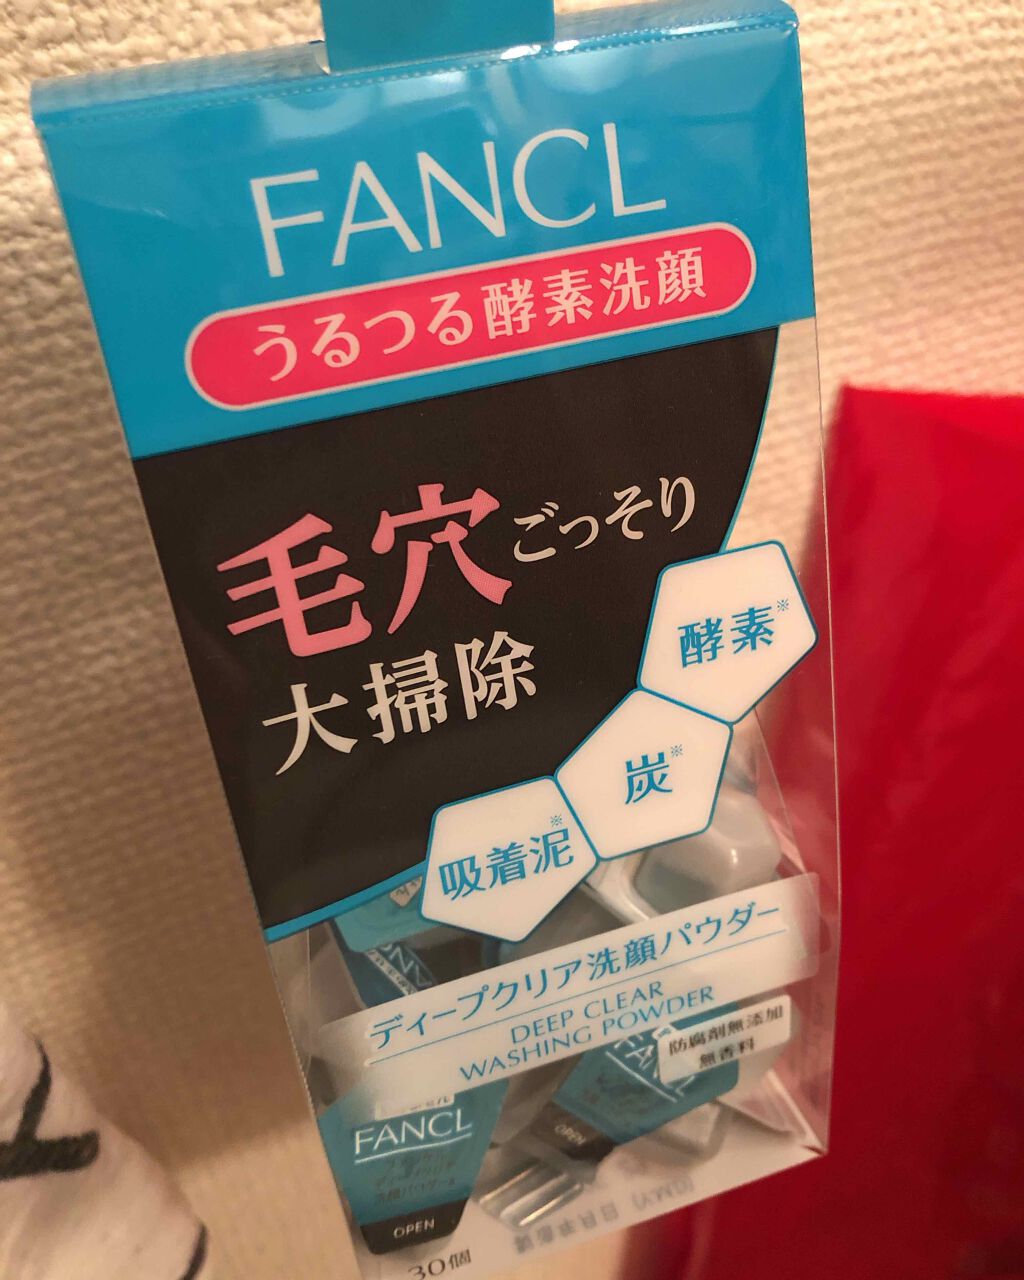 FANCL
うるつる酵素洗顔
毛穴ごっそり
大掃除
酵素※
炭※
吸着泥※
ディープクリア洗顔パウダー
DEEP CLEAR
WASHING POWDER
防腐剤無添加
無香料
FANCL
OPEN
OPEN
30個